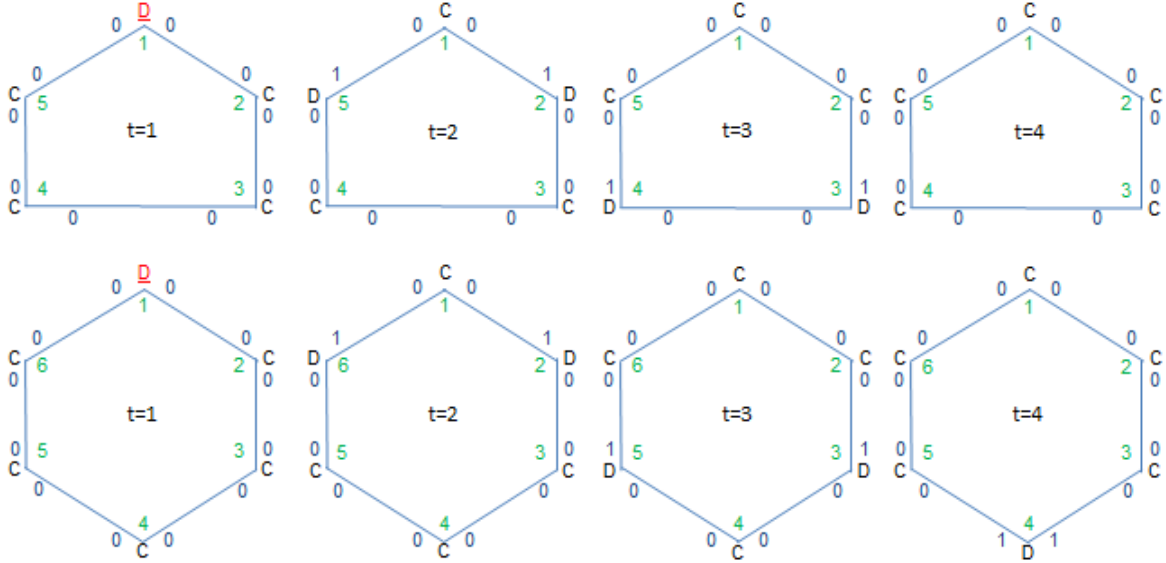 D C C C
0 0 0 0 0 0 0 0
1 1 1 1
0 0 1 1 0 0 0 0
C 5 2 C D 5 2 D C 5 2 C C 5 2 C
0 0 0 0 0 0 0 0
t=1 t=2 t=3 t=4
0 4 3 0 0 4 3 0 1 4 3 1 0 4 3 0
C C C C D D C C
0 0 0 0 0 0 0 0
D C C C
0 0 0 0 0 0 0 0
1 1 1 1
0 0 1 1 0 0 0 0
C 6 2 C D 6 2 D C 6 2 C C 6 2 C
0 0 0 0 0 0 0 0
t=1 t=2 t=3 t=4
0 5 3 0 0 5 3 0 1 5 3 1 0 5 3 0
C C C C D D C C
0 0 0 0 0 0 0 0
4 4 4 4
0 0 0 0 0 0 1 1
C C C D